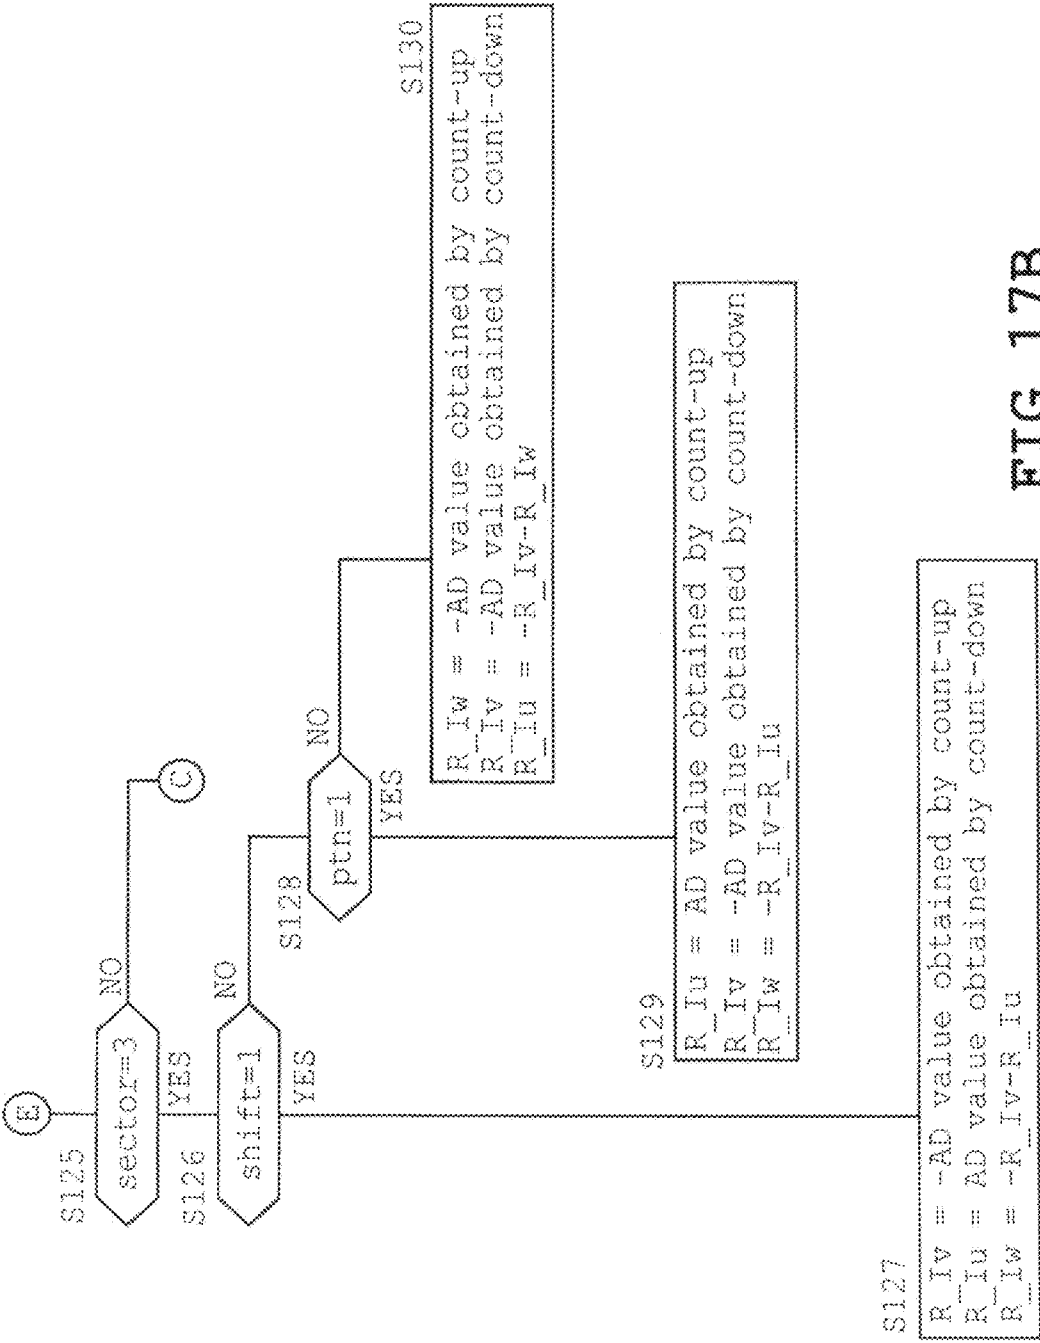 E
S125
sector=3
NO
YES
C
S126
shift=1
NO
YES
S128
ptn=1
NO
YES
S130
R_Iw = -AD value obtained by count-up
R_Iv = -AD value obtained by count-down
R_Iu = -R_Iv-R_Iw
S129
R_Iu = AD value obtained by count-up
R_Iv = -AD value obtained by count-down
R_Iw = -R_Iv-R_Iu
S127
R_Iv = -AD value obtained by count-up
R_Iu = AD value obtained by count-down
R_Iw = -R_Iv-R_Iu
FIG 17B